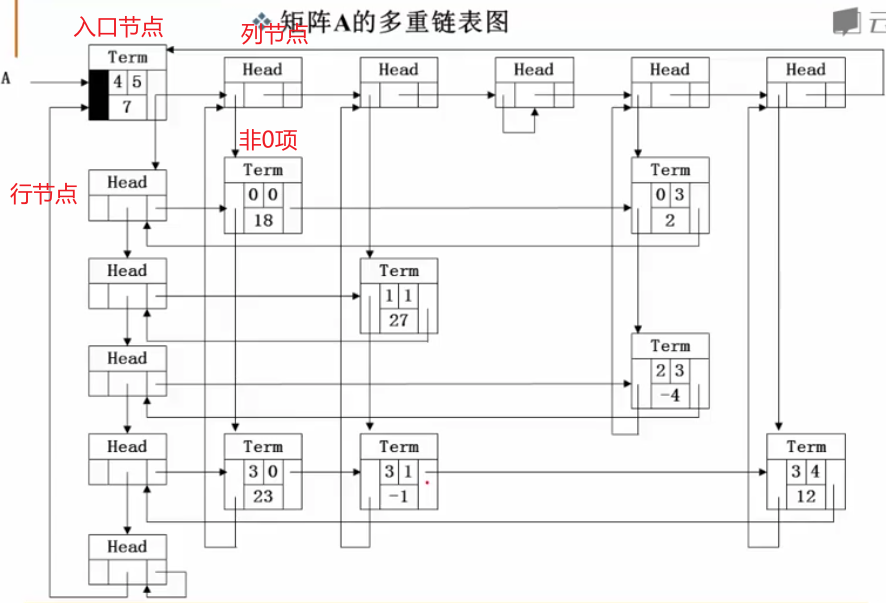 ❖ 矩阵A的多重链表图
入口节点
列节点
Term
Head
Head
Head
Head
Head
A
4 5
7
非0项
行节点
Head
Term
0 0
18
Term
0 3
2
Head
Term
1 1
27
Head
Term
2 3
-4
Head
Term
3 0
23
Term
3 1
-1
Term
3 4
12
Head